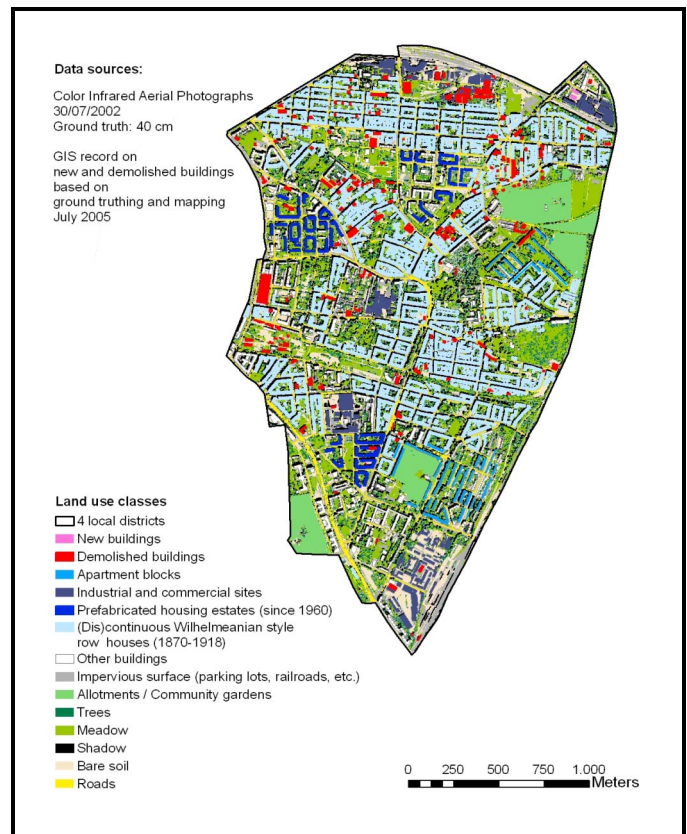 Data sources:
Color Infrared Aerial Photographs
30/07/2002
Ground truth: 40 cm
GIS record on
new and demolished buildings
based on
ground truthing and mapping
July 2005
Land use classes
4 local districts
New buildings
Demolished buildings
Apartment blocks
Industrial and commercial sites
Prefabricated housing estates (since 1960)
(Dis)continuous Wilhelmeanian style
row houses (1870-1918)
Other buildings
Impervious surface (parking lots, railroads, etc.)
Allotments / Community gardens
Trees
Meadow
Shadow
Bare soil
Roads
0 250 500 750 1.000
Meters